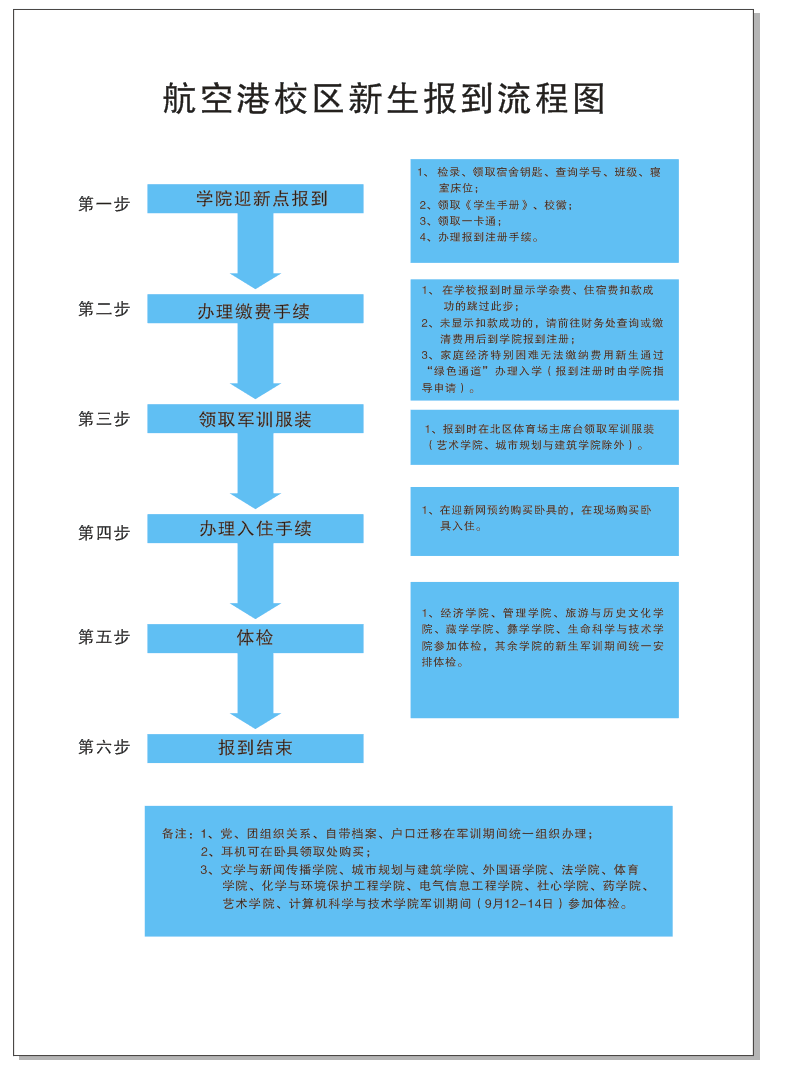 航空港校区新生报到流程图
第一步
学院迎新点报到
1、检录、领取宿舍钥匙、查询学号、班级、寝
室床位；
2、领取《学生手册》、校徽；
3、领取一卡通；
4、办理报到注册手续。
第二步
办理缴费手续
1、在学校报到时显示学杂费、住宿费扣款成
功的跳过此步；
2、未显示扣款成功的，请前往财务处查询或缴
清费用后到学院报到注册；
3、家庭经济特别困难无法缴纳费用新生通过
“绿色通道”办理入学（报到注册时由学院指
导申请）。
第三步
领取军训服装
1、报到时在北区体育场主席台领取军训服装
（艺术学院、城市规划与建筑学院除外）。
第四步
办理入住手续
1、在迎新网预约购买卧具的，在现场购买卧
具入住。
第五步
体检
1、经济学院、管理学院、旅游与历史文化学
院、藏学学院、彝学学院、生命科学与技术学
院参加体检，其余学院的新生军训期间统一安
排体检。
第六步
报到结束
备注：1、党、团组织关系、自带档案、户口迁移在军训期间统一组织办理；
2、耳机可在卧具领取处购买；
3、文学与新闻传播学院、城市规划与建筑学院、外国语学院、法学院、体育
学院、化学与环境保护工程学院、电气信息工程学院、社心学院、药学院、
艺术学院、计算机科学与技术学院军训期间（9月12-14日）参加体检。